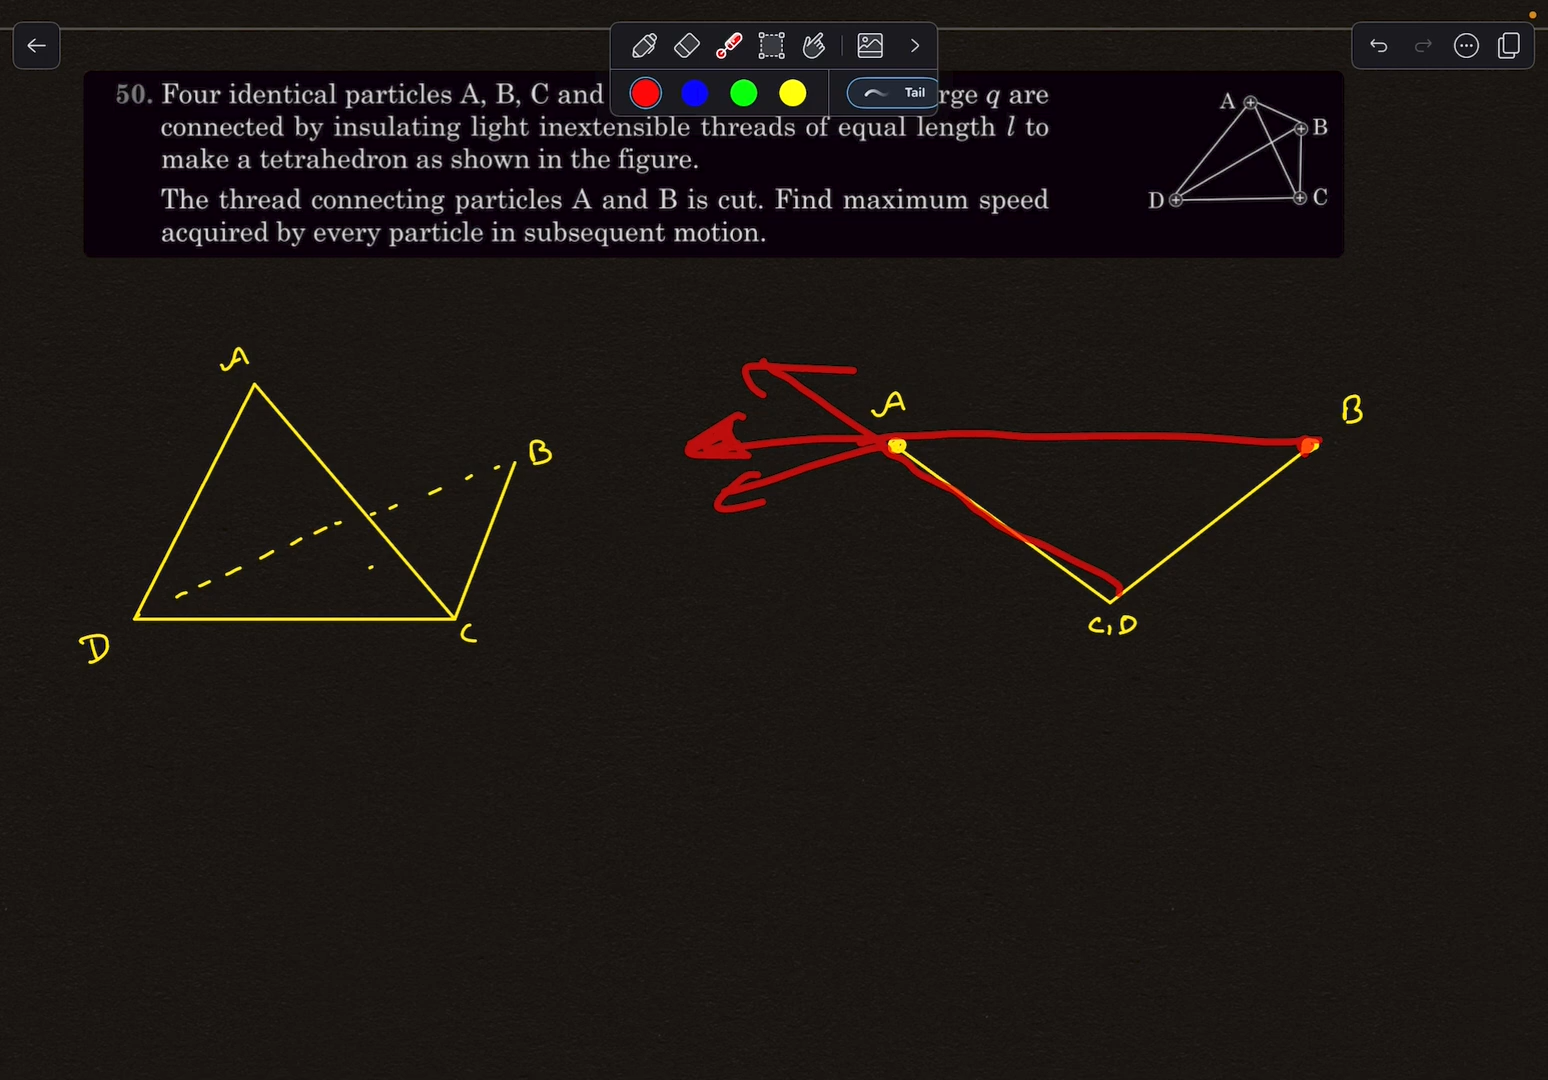 50. Four identical particles A, B, C and rge q are
connected by insulating light inextensible threads of equal length l to
make a tetrahedron as shown in the figure.
The thread connecting particles A and B is cut. Find maximum speed
acquired by every particle in subsequent motion.
Tail
A
B
D
C
A
B
D
C
A
B
C, D